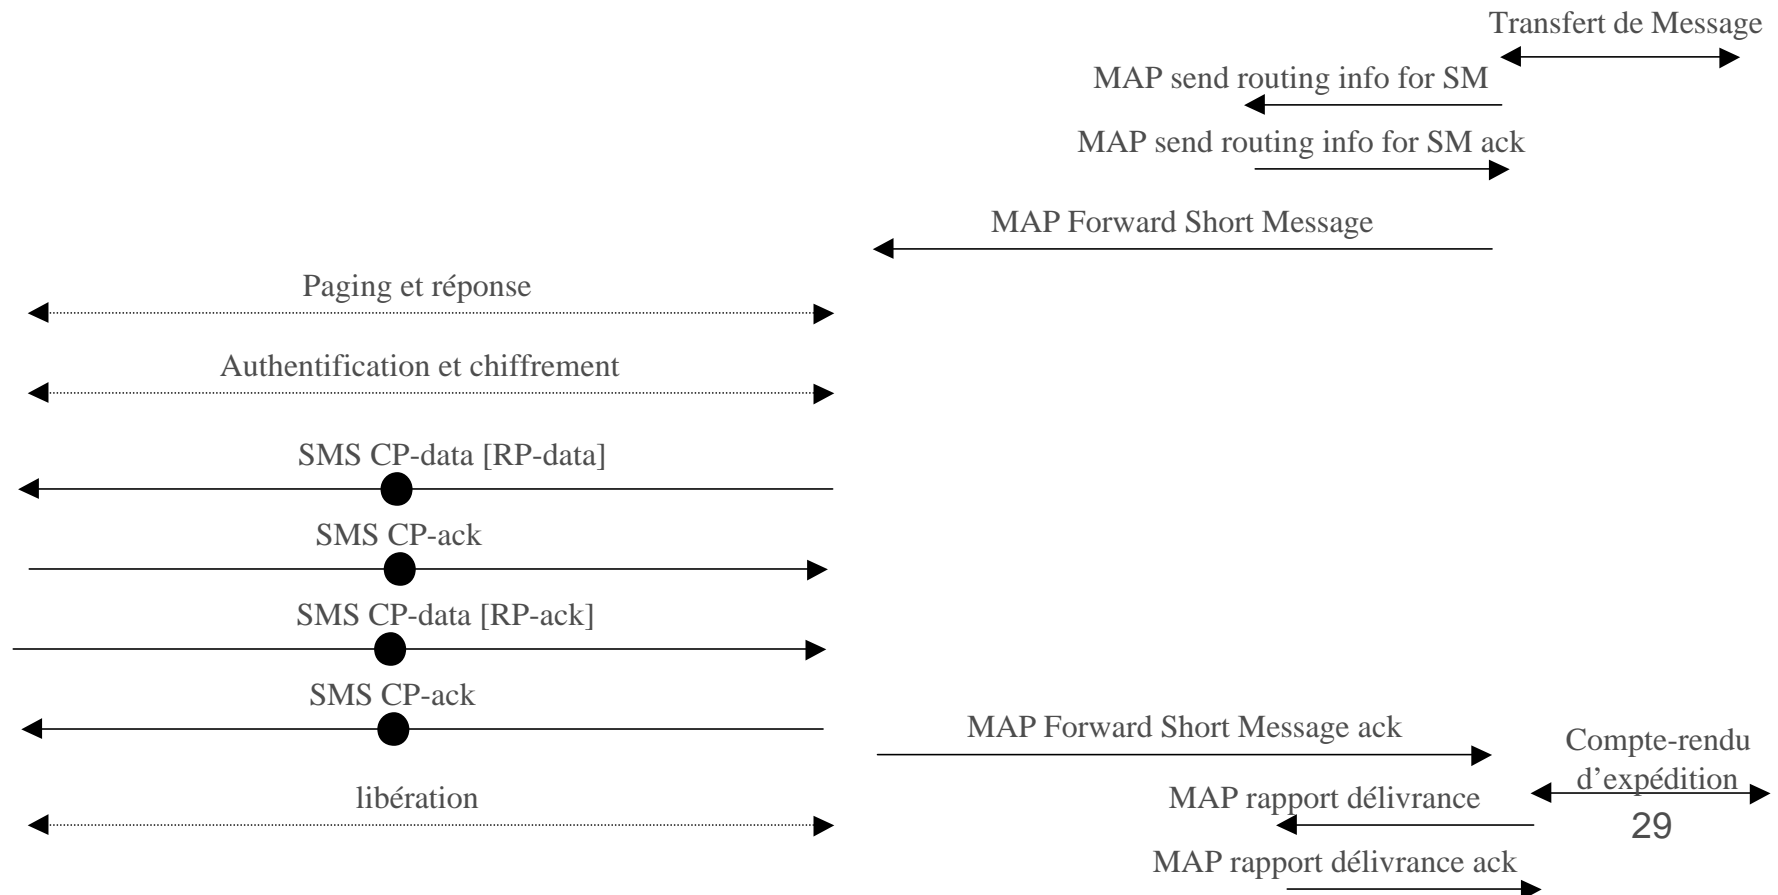 Transfert de Message
MAP send routing info for SM
MAP send routing info for SM ack
MAP Forward Short Message
Paging et réponse
Authentification et chiffrement
SMS CP-data [RP-data]
SMS CP-ack
SMS CP-data [RP-ack]
SMS CP-ack
MAP Forward Short Message ack
Compte-rendu
d’expédition
libération
MAP rapport délivrance
29
MAP rapport délivrance ack